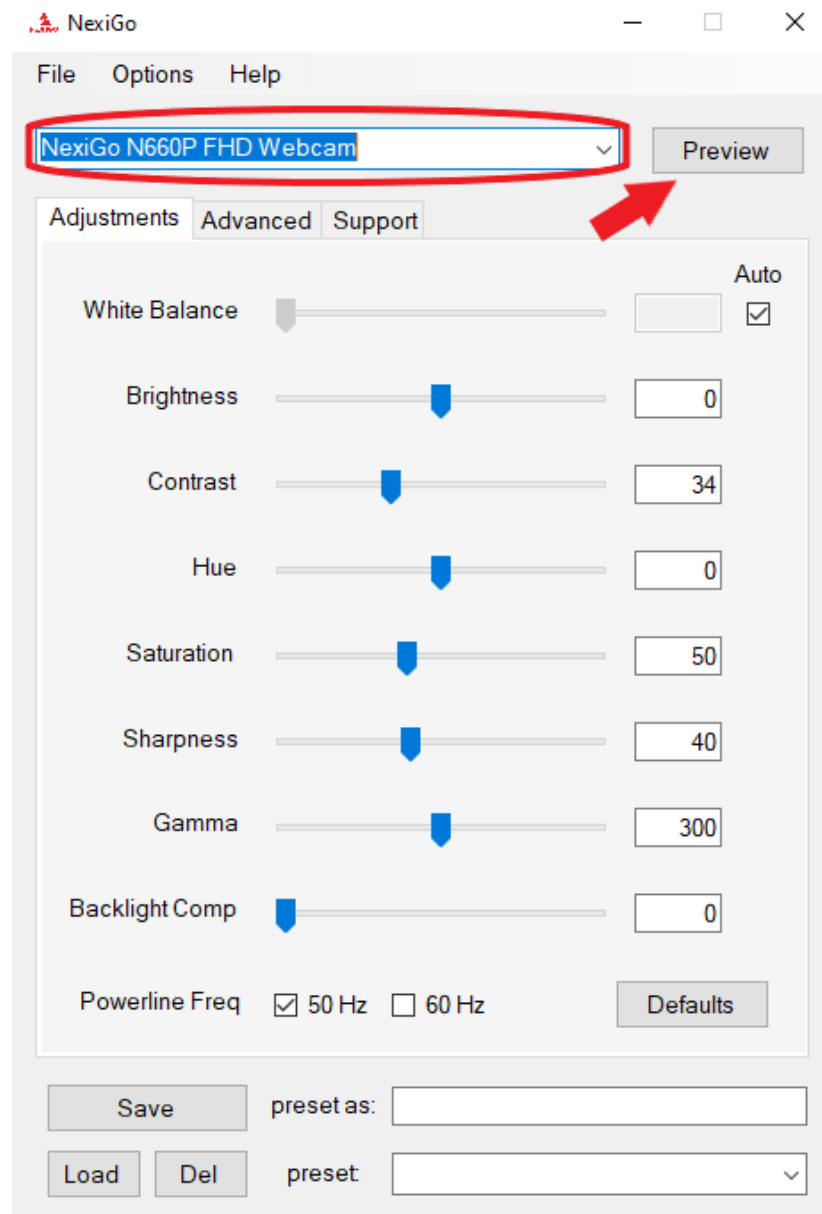 NexiGo
File Options Help
NexiGo N660P FHD Webcam Preview
Adjustments Advanced Support
Auto
White Balance
Brightness 0
Contrast 34
Hue 0
Saturation 50
Sharpness 40
Gamma 300
Backlight Comp 0
Powerline Freq 50 Hz 60 Hz Defaults
Save preset as:
Load Del preset: